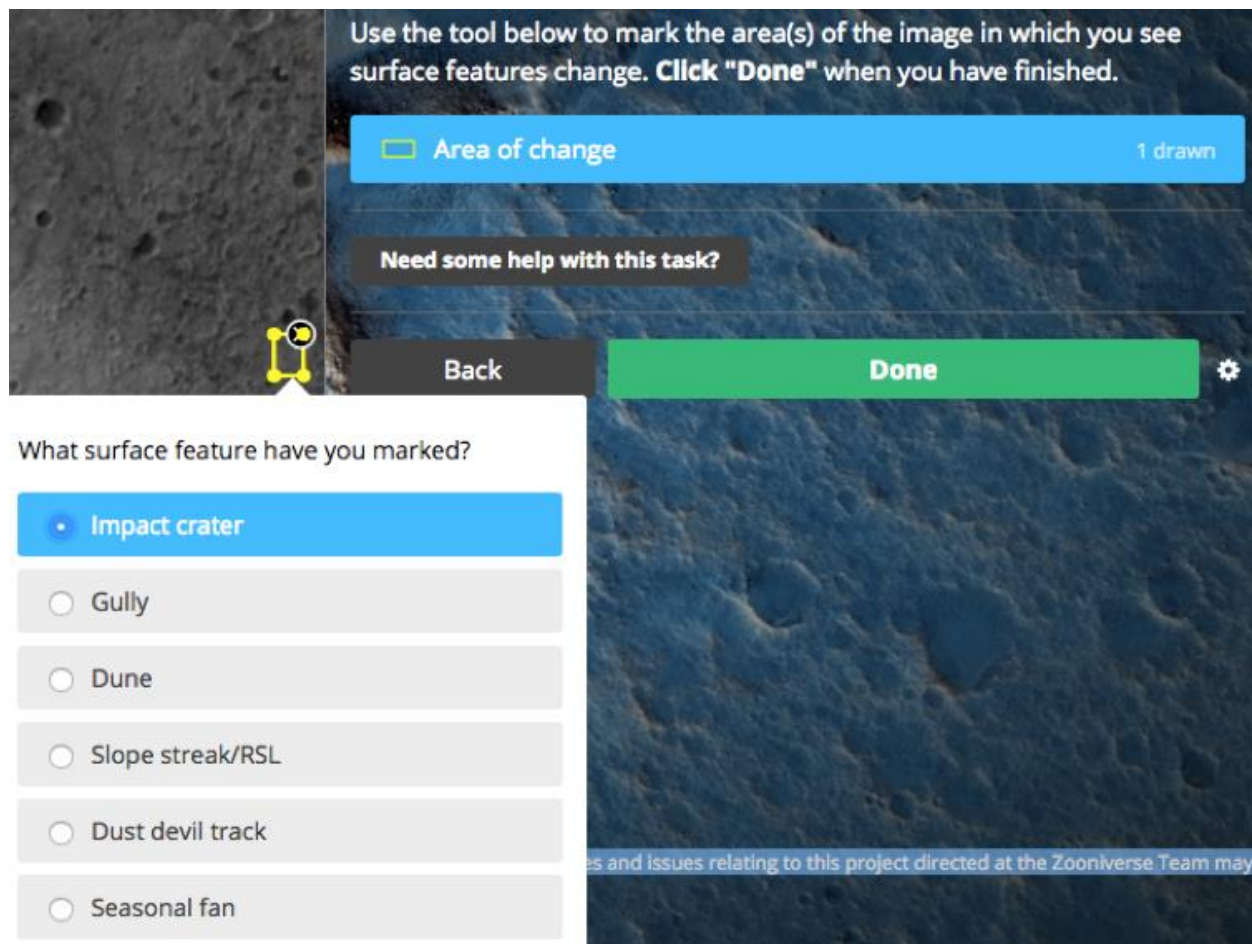 Use the tool below to mark the area(s) of the image in which you see
surface features change. Click "Done" when you have finished.
Area of change
1 drawn
Need some help with this task?
Back
Done
What surface feature have you marked?
Impact crater
Gully
Dune
Slope streak/RSL
Dust devil track
Seasonal fan
and issues relating to this project directed at the Zooniverse Team may